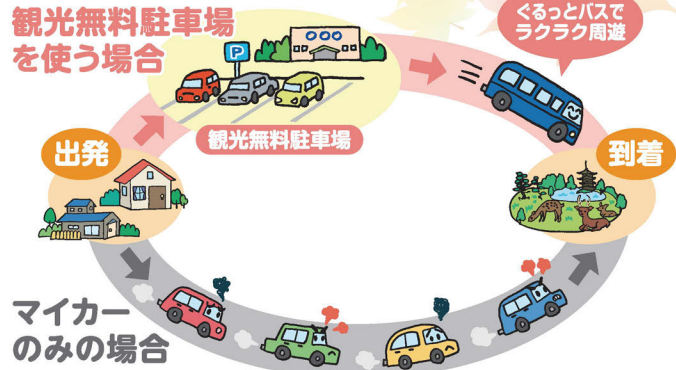 観光無料駐車場
を使う場合
P
ぐるっとバスで
ラクラク周遊
観光無料駐車場
出発
到着
マイカー
のみの場合